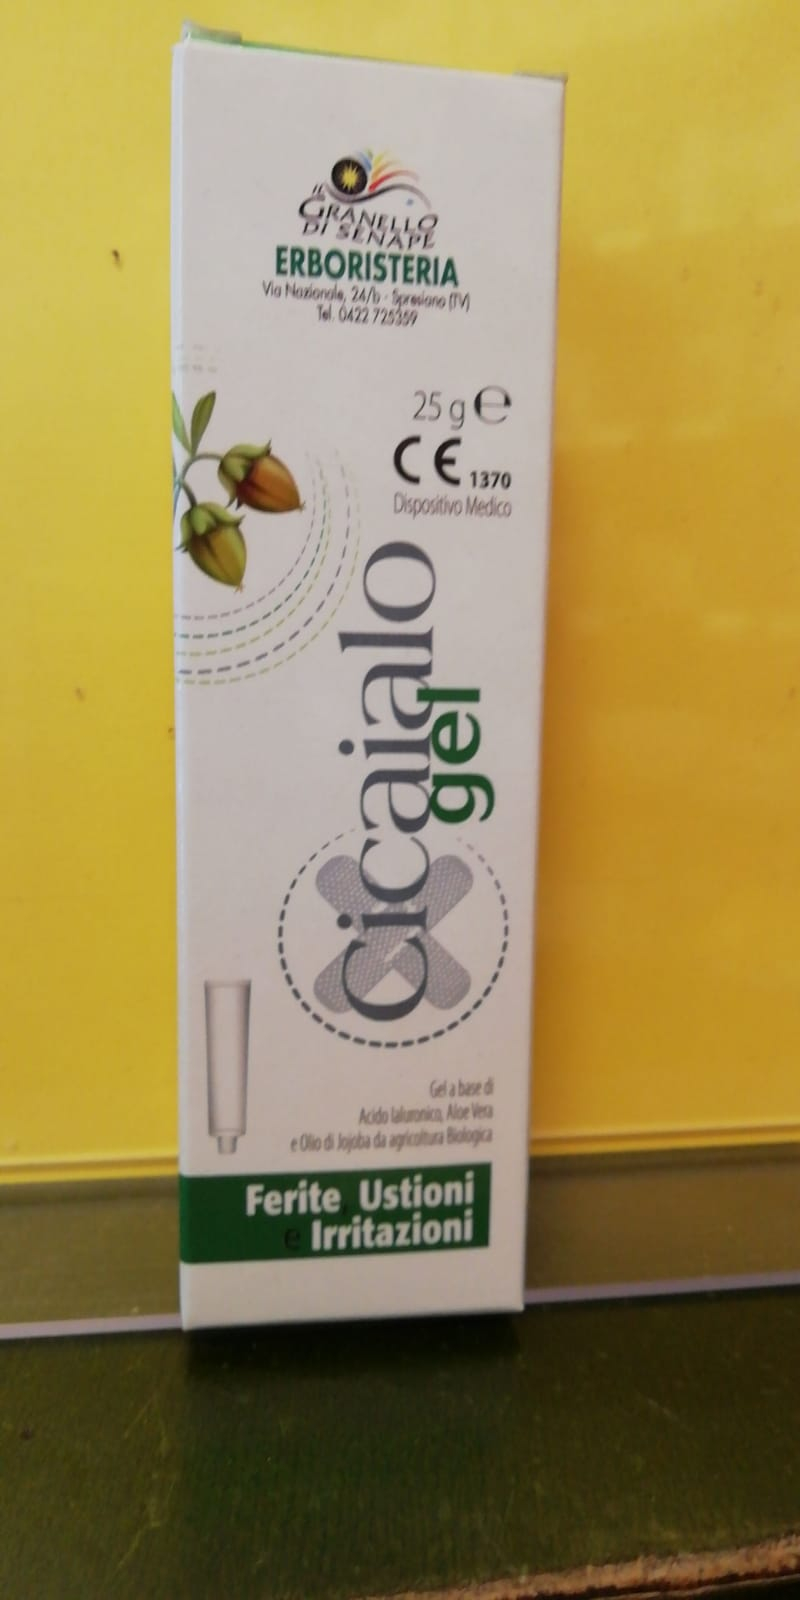 IL
GRANELLO
DI SENAPE
ERBORISTERIA
Via Nazionale, 24/b - Spresiano (TV)
Tel. 0422 725359
25 g ℮
CE 1370
Dispositivo Medico
Cicaialo
gel
Gel a base di
Acido Ialuronico, Aloe Vera
e Olio di Jojoba da agricoltura Biologica
Ferite, Ustioni
e Irritazioni